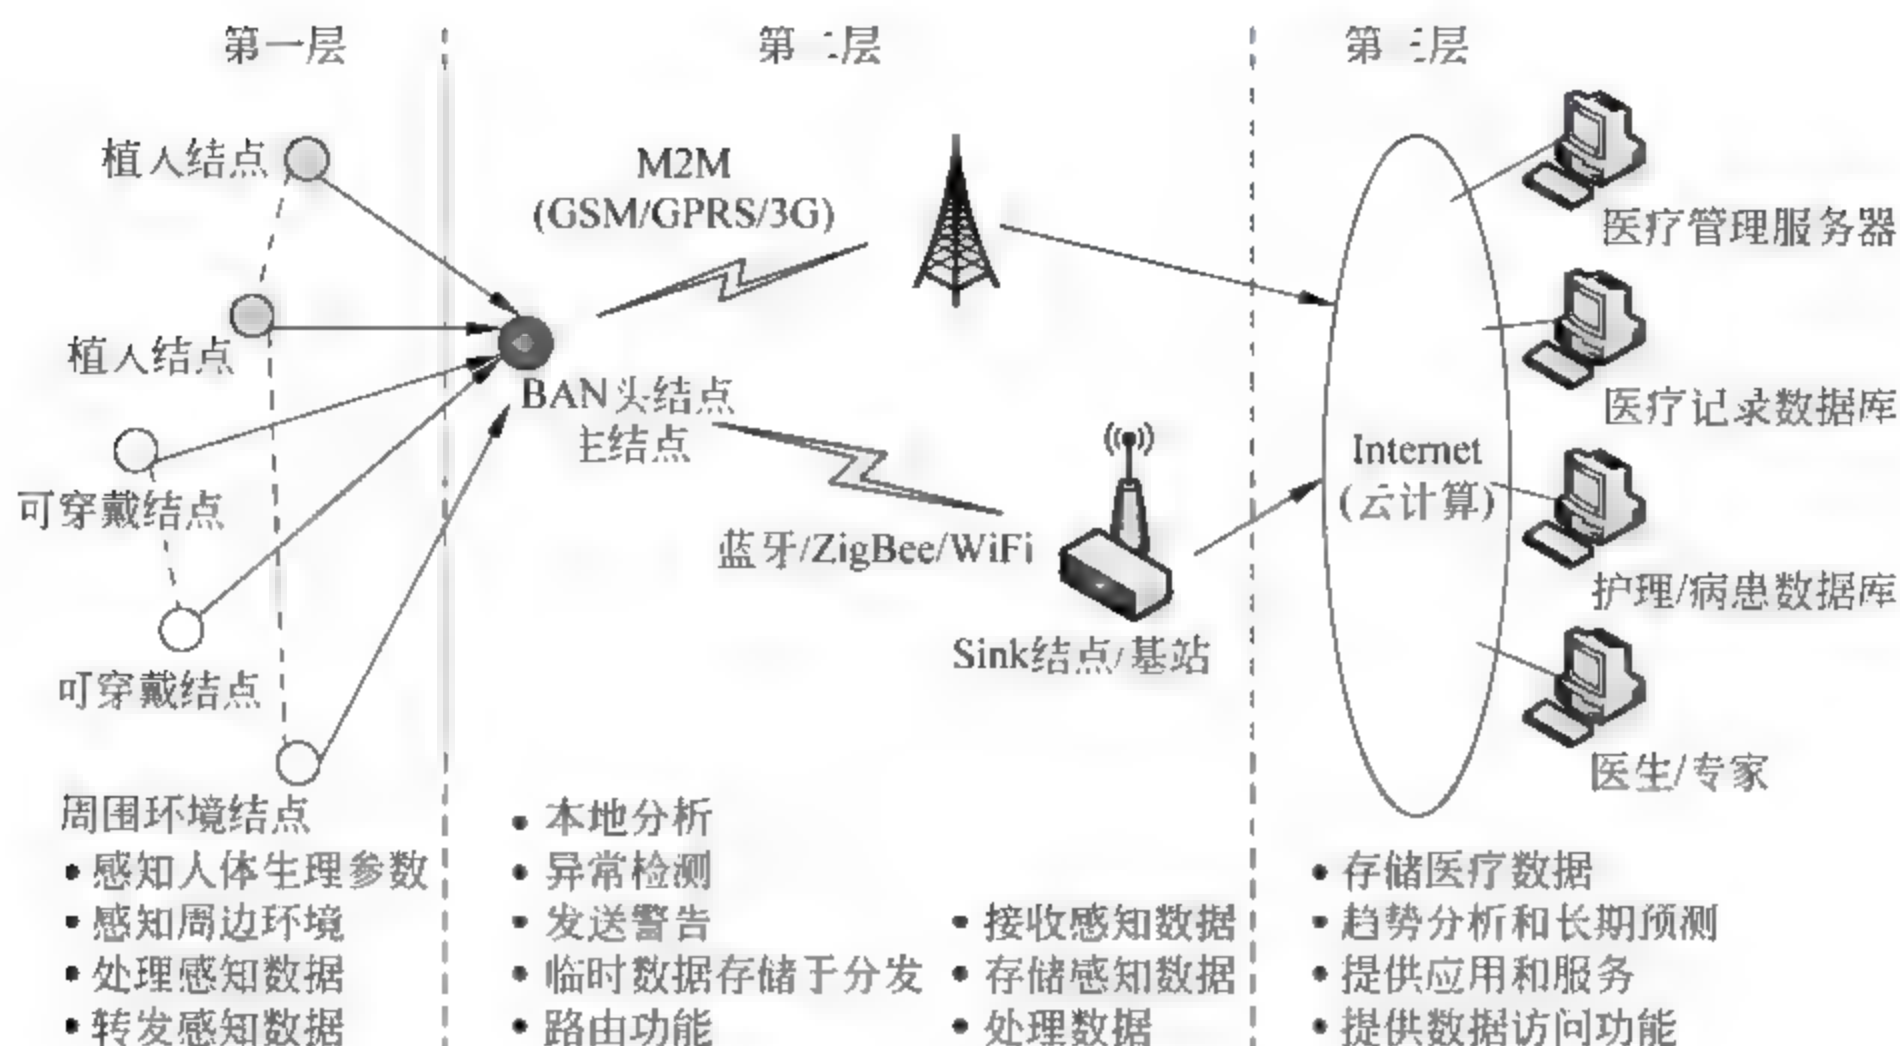 第一层
第二层
第三层
植入结点
植入结点
可穿戴结点
可穿戴结点
周围环境结点
• 感知人体生理参数
• 感知周边环境
• 处理感知数据
• 转发感知数据
M2M
(GSM/GPRS/3G)
BAN头结点
主结点
蓝牙/ZigBee/WiFi
Sink结点/基站
• 本地分析
• 异常检测
• 发送警告
• 临时数据存储于分发
• 路由功能
• 接收感知数据
• 存储感知数据
• 处理数据
Internet
(云计算)
医疗管理服务器
医疗记录数据库
护理/病患数据库
医生/专家
• 存储医疗数据
• 趋势分析和长期预测
• 提供应用和服务
• 提供数据访问功能